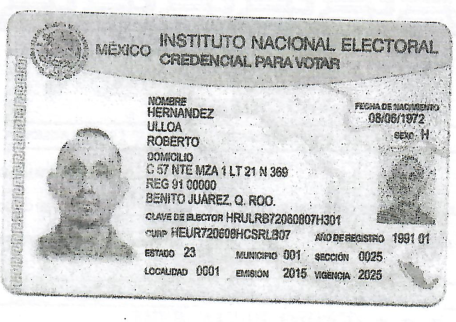 MÉXICO INSTITUTO NACIONAL ELECTORAL
CREDENCIAL PARA VOTAR
NOMBRE
HERNANDEZ
ULLOA
ROBERTO
FECHA DE NACIMIENTO
08/06/1972
SEXO H
DOMICILIO
C 57 NTE MZA 1 LT 21 N 369
REG 91 00000
BENITO JUAREZ, Q. ROO.
CLAVE DE ELECTOR HRULRB72060807H301
CURP HEUR720608HCSRLB07 AÑO DE REGISTRO 1991 01
ESTADO 23 MUNICIPIO 001 SECCIÓN 0025
LOCALIDAD 0001 EMISIÓN 2015 VIGENCIA 2025